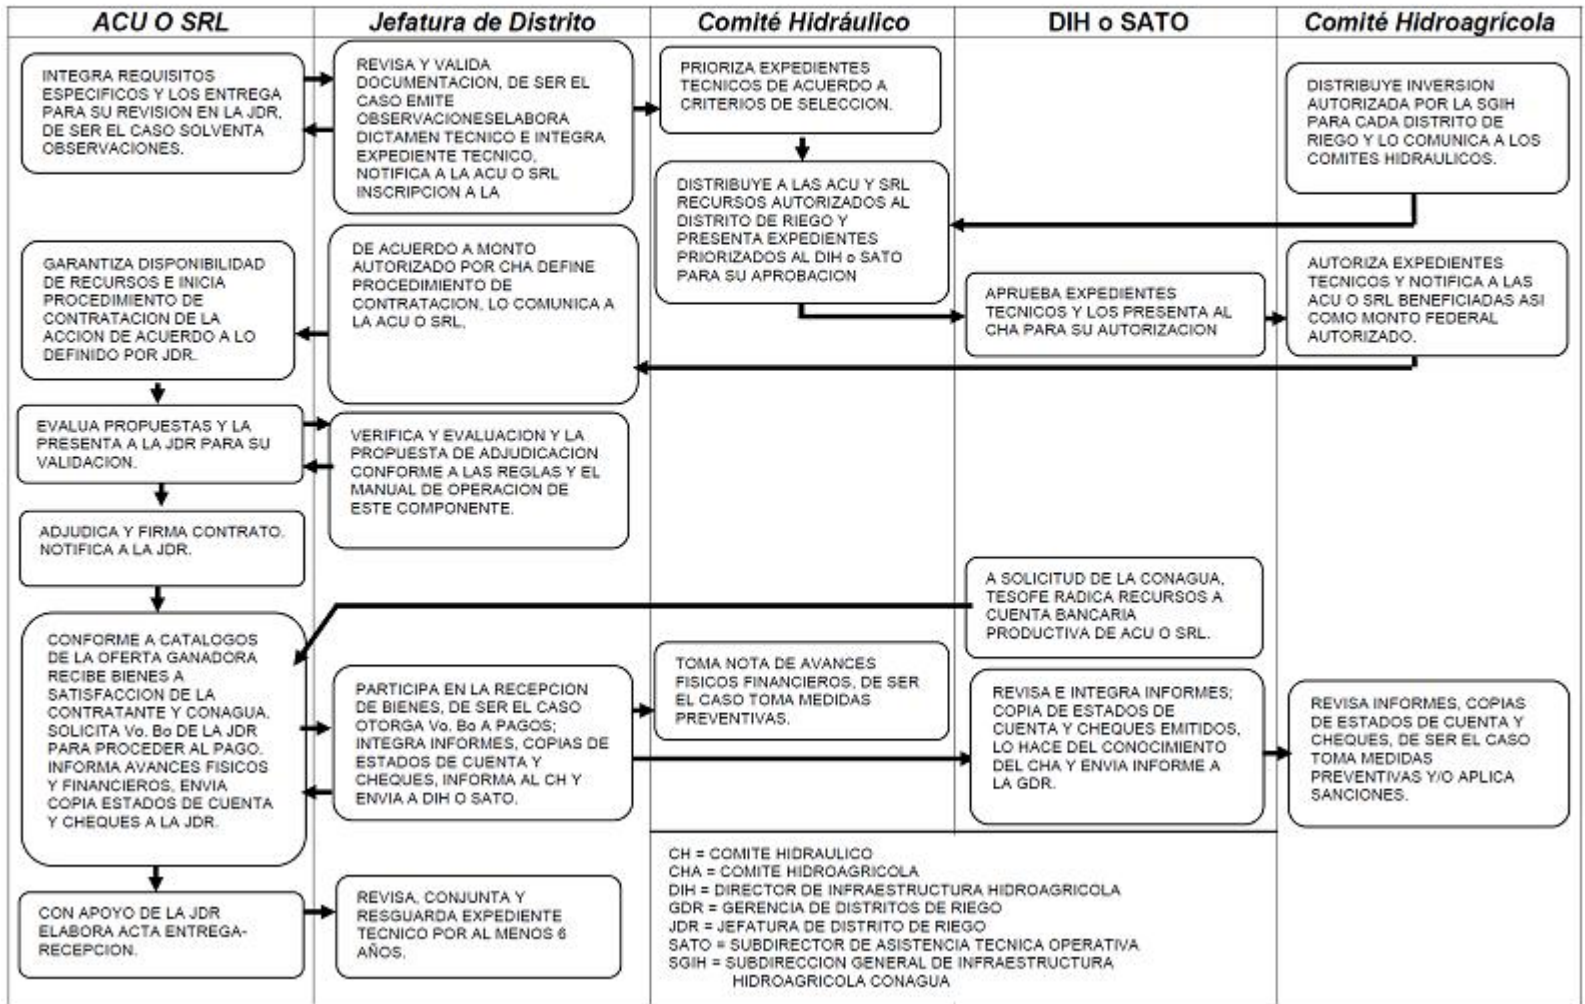 ACU O SRL
Jefatura de Distrito
Comité Hidráulico
DIH o SATO
Comité Hidroagrícola
INTEGRA REQUISITOS
ESPECIFICOS Y LOS ENTREGA
PARA SU REVISION EN LA JDR,
DE SER EL CASO SOLVENTA
OBSERVACIONES.
REVISA Y VALIDA
DOCUMENTACION, DE SER EL
CASO EMITE
OBSERVACIONESELABORA
DICTAMEN TECNICO E INTEGRA
EXPEDIENTE TECNICO,
NOTIFICA A LA ACU O SRL
INSCRIPCION A LA
PRIORIZA EXPEDIENTES
TECNICOS DE ACUERDO A
CRITERIOS DE SELECCION.
DISTRIBUYE INVERSION
AUTORIZADA POR LA SGIH
PARA CADA DISTRITO DE
RIEGO Y LO COMUNICA A LOS
COMITES HIDRAULICOS.
DISTRIBUYE A LAS ACU Y SRL
RECURSOS AUTORIZADOS AL
DISTRITO DE RIEGO Y
PRESENTA EXPEDIENTES
PRIORIZADOS AL DIH o SATO
PARA SU APROBACION
GARANTIZA DISPONIBILIDAD
DE RECURSOS E INICIA
PROCEDIMIENTO DE
CONTRATACION DE LA
ACCION DE ACUERDO A LO
DEFINIDO POR JDR.
DE ACUERDO A MONTO
AUTORIZADO POR CHA DEFINE
PROCEDIMIENTO DE
CONTRATACION, LO COMUNICA A
LA ACU O SRL,
APRUEBA EXPEDIENTES
TECNICOS Y LOS PRESENTA AL
CHA PARA SU AUTORIZACION
AUTORIZA EXPEDIENTES
TECNICOS Y NOTIFICA A LAS
ACU O SRL BENEFICIADAS ASI
COMO MONTO FEDERAL
AUTORIZADO.
EVALUA PROPUESTAS Y LA
PRESENTA A LA JDR PARA SU
VALIDACION.
VERIFICA Y EVALUACION Y LA
PROPUESTA DE ADJUDICACION
CONFORME A LAS REGLAS Y EL
MANUAL DE OPERACION DE
ESTE COMPONENTE.
ADJUDICA Y FIRMA CONTRATO.
NOTIFICA A LA JDR.
A SOLICITUD DE LA CONAGUA,
TESOFE RADICA RECURSOS A
CUENTA BANCARIA
PRODUCTIVA DE ACU O SRL.
CONFORME A CATALOGOS
DE LA OFERTA GANADORA
RECIBE BIENES A
SATISFACCION DE LA
CONTRATANTE Y CONAGUA.
SOLICITA Vo. Bo DE LA JDR
PARA PROCEDER AL PAGO.
INFORMA AVANCES FISICOS
Y FINANCIEROS, ENVIA
COPIA ESTADOS DE CUENTA
Y CHEQUES A LA JDR.
PARTICIPA EN LA RECEPCION
DE BIENES, DE SER EL CASO
OTORGA Vo. Bo A PAGOS;
INTEGRA INFORMES, COPIAS DE
ESTADOS DE CUENTA Y
CHEQUES, INFORMA AL CH Y
ENVIA A DIH O SATO.
TOMA NOTA DE AVANCES
FISICOS FINANCIEROS, DE SER
EL CASO TOMA MEDIDAS
PREVENTIVAS.
REVISA E INTEGRA INFORMES;
COPIA DE ESTADOS DE
CUENTA Y CHEQUES EMITIDOS,
LO HACE DEL CONOCIMIENTO
DEL CHA Y ENVIA INFORME A
LA GDR.
REVISA INFORMES, COPIAS
DE ESTADOS DE CUENTA Y
CHEQUES, DE SER EL CASO
TOMA MEDIDAS
PREVENTIVAS Y/O APLICA
SANCIONES.
CON APOYO DE LA JDR
ELABORA ACTA ENTREGA-
RECEPCION.
REVISA, CONJUNTA Y
RESGUARDA EXPEDIENTE
TECNICO POR AL MENOS 6
AÑOS.
CH = COMITE HIDRAULICO
CHA = COMITE HIDROAGRICOLA
DIH = DIRECTOR DE INFRAESTRUCTURA HIDROAGRICOLA
GDR = GERENCIA DE DISTRITOS DE RIEGO
JDR = JEFATURA DE DISTRITO DE RIEGO
SATO = SUBDIRECTOR DE ASISTENCIA TECNICA OPERATIVA
SGIH = SUBDIRECCION GENERAL DE INFRAESTRUCTURA
HIDROAGRICOLA CONAGUA